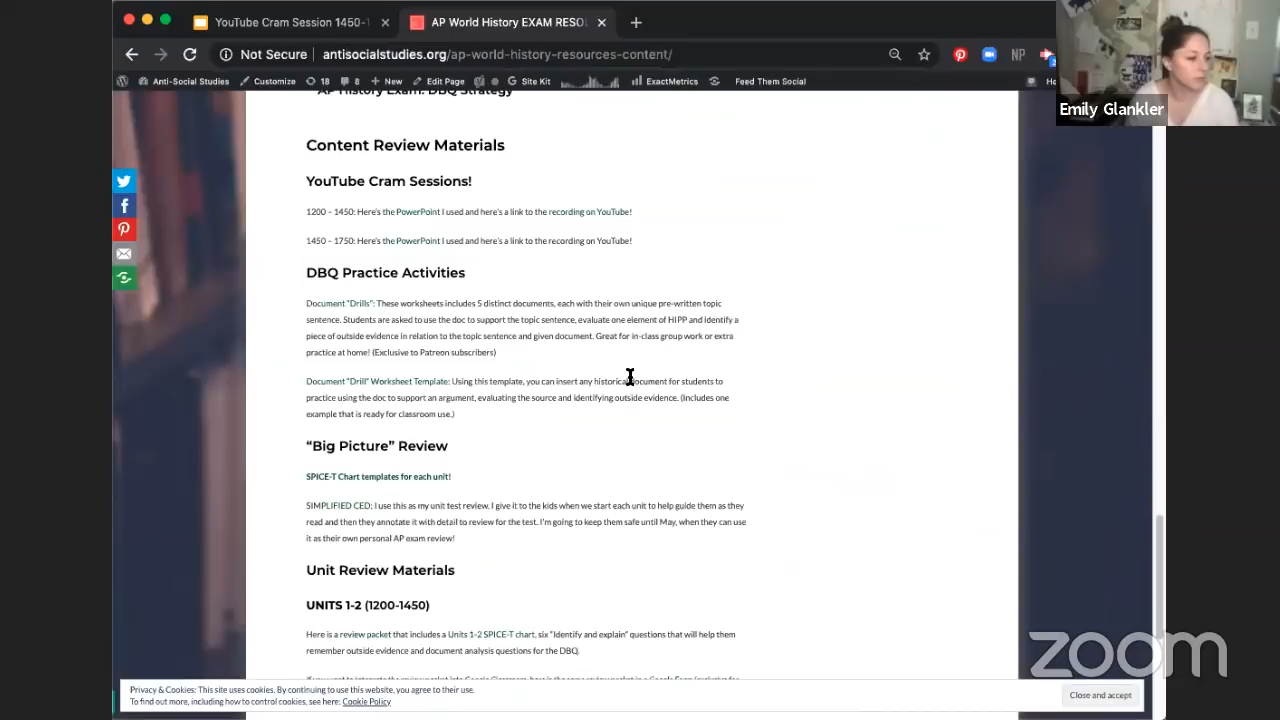 YouTube Cram Session 1450-1
AP World History EXAM RESO
Not Secure
antisocialstudies.org/ap-world-history-resources-content/
NP
Anti-Social Studies
Customize
18
8
New
Edit Page
Site Kit
ExactMetrics
Feed Them Social
Emily Glankler
AP History Exam: DBQ Strategy
Content Review Materials
YouTube Cram Sessions!
1200 – 1450: Here's the PowerPoint I used and here's a link to the recording on YouTube!
1450 – 1750: Here's the PowerPoint I used and here's a link to the recording on YouTube!
DBQ Practice Activities
Document "Drills": These worksheets includes 5 distinct documents, each with their own unique pre-written topic
sentence. Students are asked to use the doc to support the topic sentence, evaluate one element of HIPP and identify a
piece of outside evidence in relation to the topic sentence and given document. Great for in-class group work or extra
practice at home! (Exclusive to Patreon subscribers)
Document "Drill" Worksheet Template: Using this template, you can insert any historical document for students to
practice using the doc to support an argument, evaluating the source and identifying outside evidence. (Includes one
example that is ready for classroom use.)
“Big Picture” Review
SPICE-T Chart templates for each unit!
SIMPLIFIED CED: I use this as my unit test review. I give it to the kids when we start each unit to help guide them as they
read and then they annotate it with detail to review for the test. I'm going to keep them safe until May, when they can use
it as their own personal AP exam review!
Unit Review Materials
UNITS 1-2 (1200-1450)
Here is a review packet that includes a Units 1-2 SPICE-T chart, six "Identify and explain" questions that will help them
remember outside evidence and document analysis questions for the DBQ.
Privacy & Cookies: This site uses cookies. By continuing to use this website, you agree to their use.
To find out more, including how to control cookies, see here: Cookie Policy
Close and accept
zoom